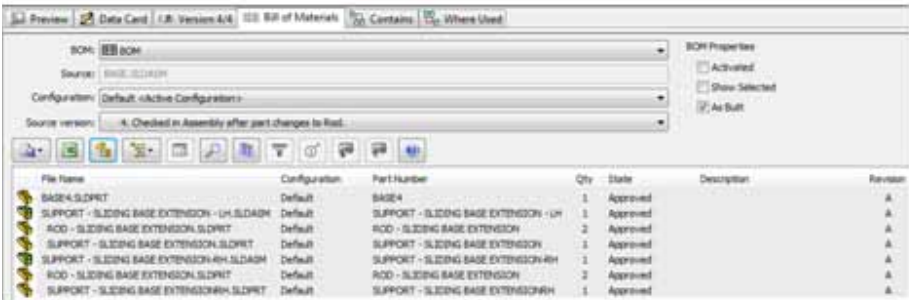 Preview Data Card Version 4/4 Bill of Materials Contains Where Used
BOM: BOM BOM Properties
Source: BASE.SLDASM Activated
Show Selected
Configuration: Default <Active Configuration> As Built
Source version: 4. Checked in Assembly after part changes to Rod.
File Name Configuration Part Number Qty State Description Revision
BASE4.SLDPRT Default BASE4 1 Approved A
SUPPORT - SLIDING BASE EXTENSION - LH.SLDASM Default SUPPORT - SLIDING BASE EXTENSION - LH 1 Approved A
ROD - SLIDING BASE EXTENSION.SLDPRT Default ROD - SLIDING BASE EXTENSION 2 Approved A
SUPPORT - SLIDING BASE EXTENSION.SLDPRT Default SUPPORT - SLIDING BASE EXTENSION 1 Approved A
SUPPORT - SLIDING BASE EXTENSION-RH.SLDASM Default SUPPORT - SLIDING BASE EXTENSION-RH 1 Approved A
ROD - SLIDING BASE EXTENSION.SLDPRT Default ROD - SLIDING BASE EXTENSION 2 Approved A
SUPPORT - SLIDING BASE EXTENSIONRH.SLDPRT Default SUPPORT - SLIDING BASE EXTENSIONRH 1 Approved A